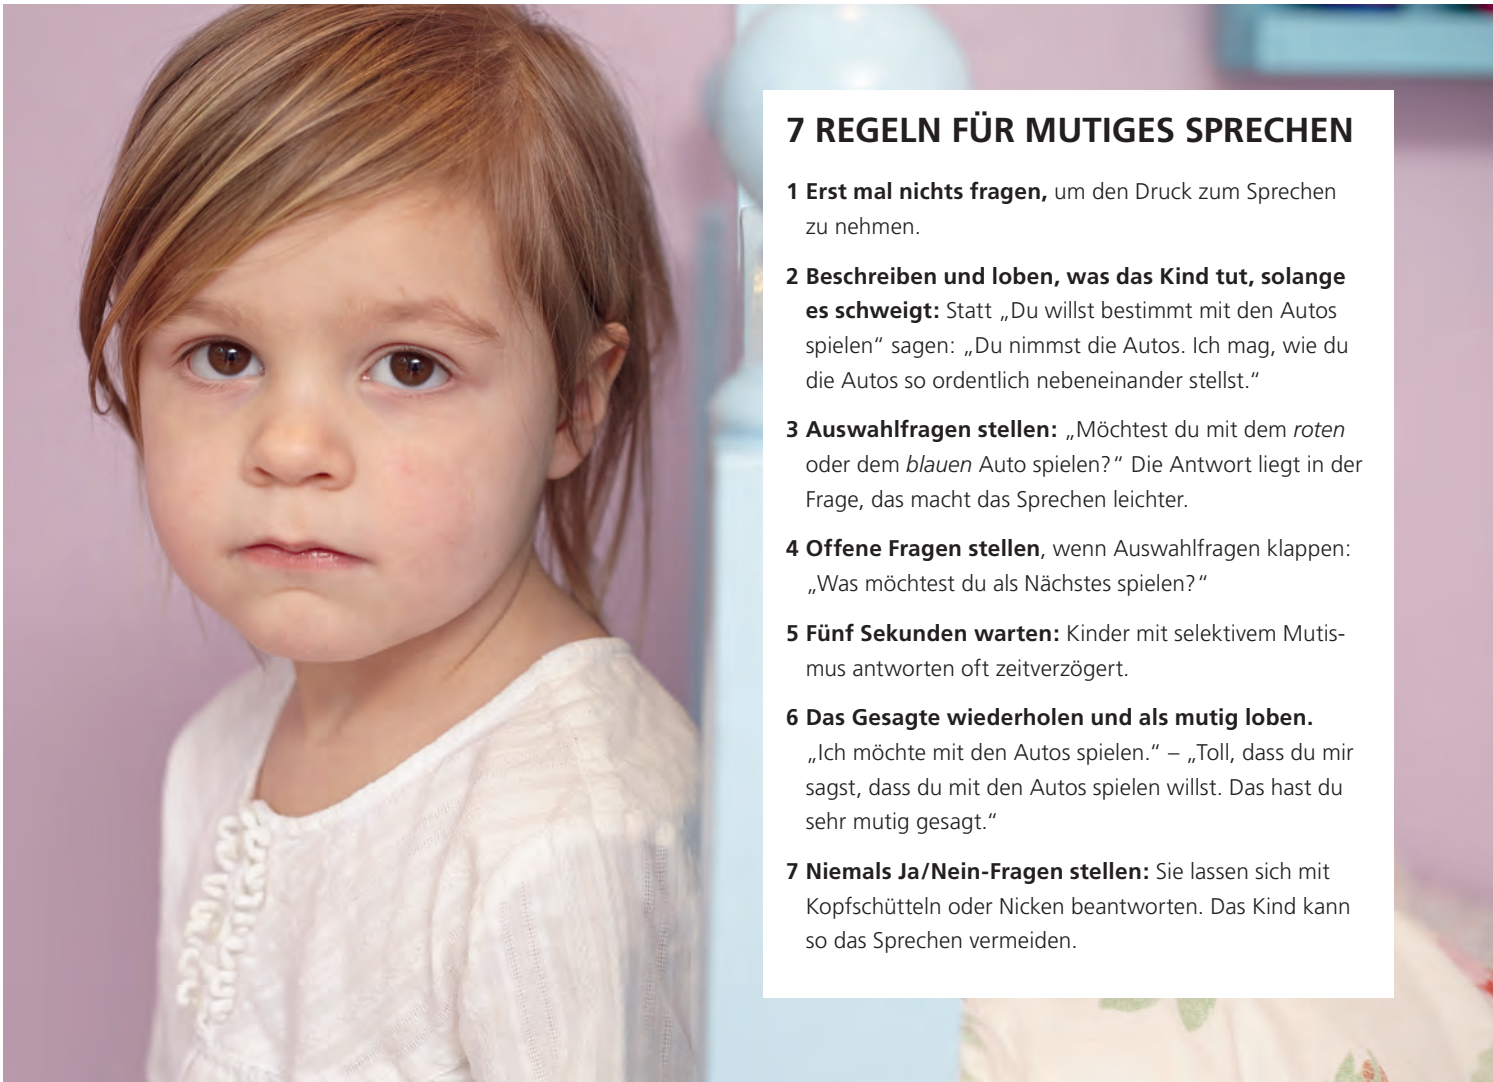 7 REGELN FÜR MUTIGES SPRECHEN
1 Erst mal nichts fragen, um den Druck zum Sprechen
zu nehmen.
2 Beschreiben und loben, was das Kind tut, solange
es schweigt: Statt „Du willst bestimmt mit den Autos
spielen“ sagen: „Du nimmst die Autos. Ich mag, wie du
die Autos so ordentlich nebeneinander stellst.“
3 Auswahlfragen stellen: „Möchtest du mit dem roten
oder dem blauen Auto spielen?“ Die Antwort liegt in der
Frage, das macht das Sprechen leichter.
4 Offene Fragen stellen, wenn Auswahlfragen klappen:
„Was möchtest du als Nächstes spielen?“
5 Fünf Sekunden warten: Kinder mit selektivem Mutis-
mus antworten oft zeitverzögert.
6 Das Gesagte wiederholen und als mutig loben.
„Ich möchte mit den Autos spielen.“ – „Toll, dass du mir
sagst, dass du mit den Autos spielen willst. Das hast du
sehr mutig gesagt.“
7 Niemals Ja/Nein-Fragen stellen: Sie lassen sich mit
Kopfschütteln oder Nicken beantworten. Das Kind kann
so das Sprechen vermeiden.